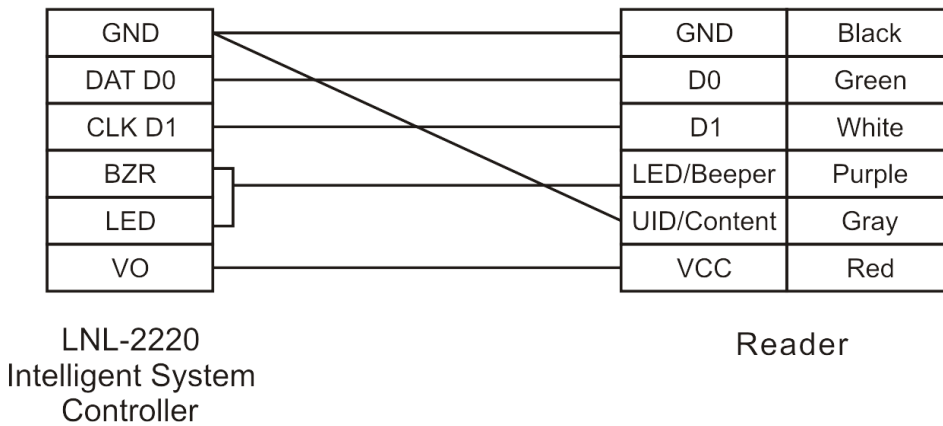 GND GND Black
DAT D0 D0 Green
CLK D1 D1 White
BZR LED/Beeper Purple
LED UID/Content Gray
VO VCC Red
LNL-2220
Intelligent System
Controller
Reader